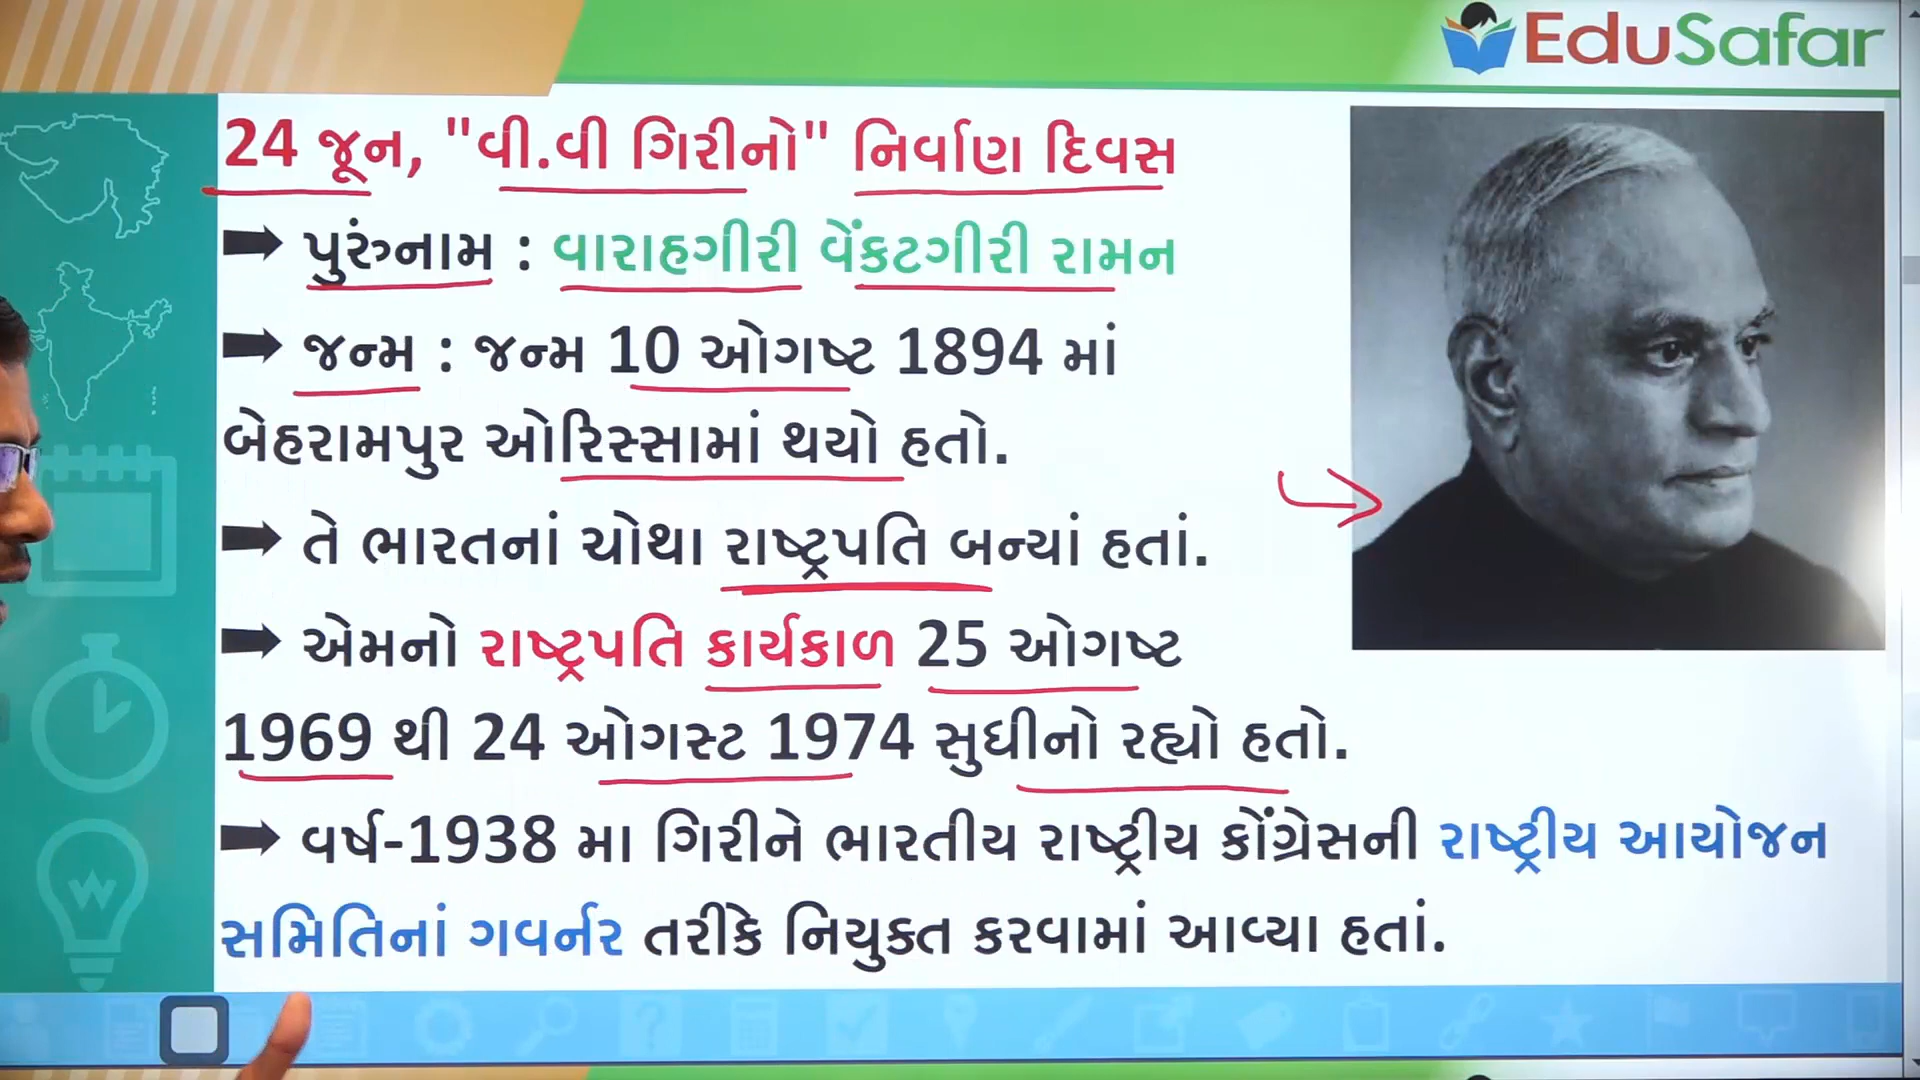 EduSafar
24 જૂન, "વી.વી ગિરીનો" નિર્વાણ દિવસ
➡ પુરુંનામ : વારાહગીરી વેંકટગીરી રામન
➡ જન્મ : જન્મ 10 ઓગષ્ટ 1894 માં
બેહરામપુર ઓરિસ્સામાં થયો હતો.
➡ તે ભારતનાં ચોથા રાષ્ટ્રપતિ બન્યાં હતાં.
➡ એમનો રાષ્ટ્રપતિ કાર્યકાળ 25 ઓગષ્ટ
1969 થી 24 ઓગસ્ટ 1974 સુધીનો રહ્યો હતો.
➡ વર્ષ-1938 મા ગિરીને ભારતીય રાષ્ટ્રીય કોંગ્રેસની રાષ્ટ્રીય આયોજન
સમિતિનાં ગવર્નર તરીકે નિયુક્ત કરવામાં આવ્યા હતાં.